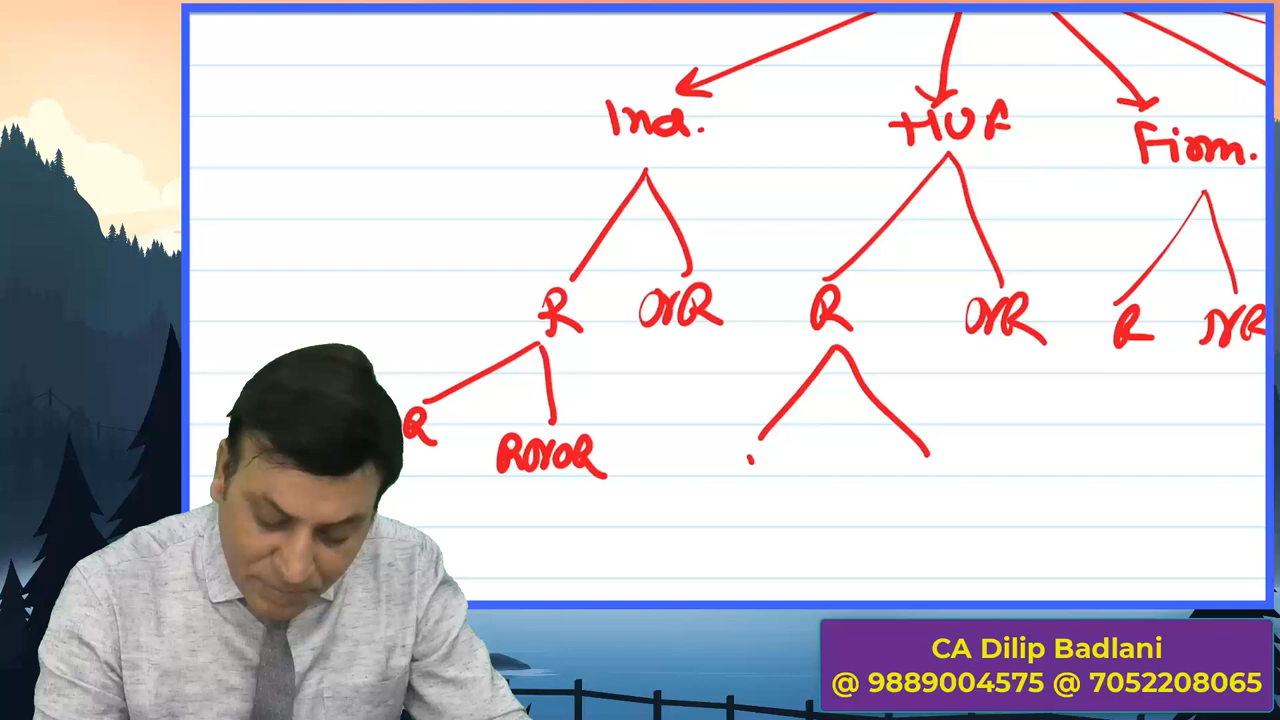 Ind.
HUF
Firm.
R
NR
R
NR
R
NR
R
RNOR
CA Dilip Badlani
@ 9889004575 @ 7052208065